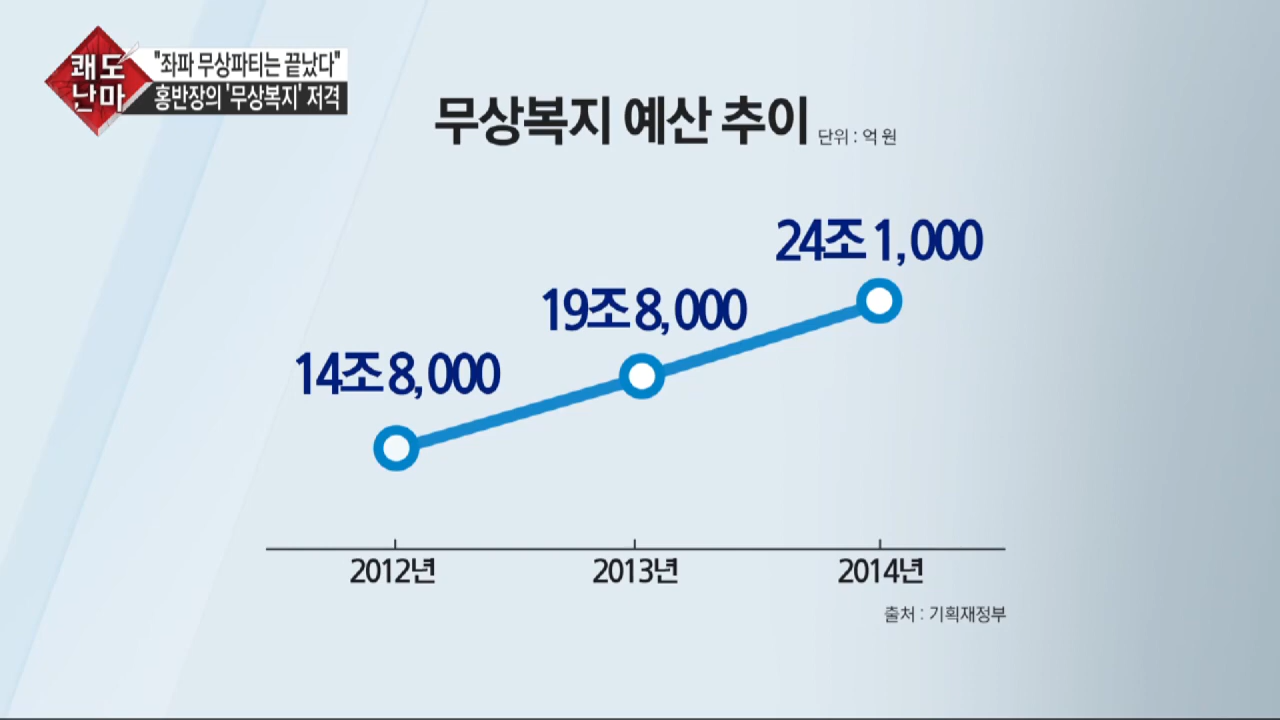 쾌도
난마
"좌파 무상파티는 끝났다"
홍반장의 '무상복지' 저격
무상복지 예산 추이 단위 : 억 원
24조 1,000
19조 8,000
14조 8,000
2012년 2013년 2014년
출처 : 기획재정부